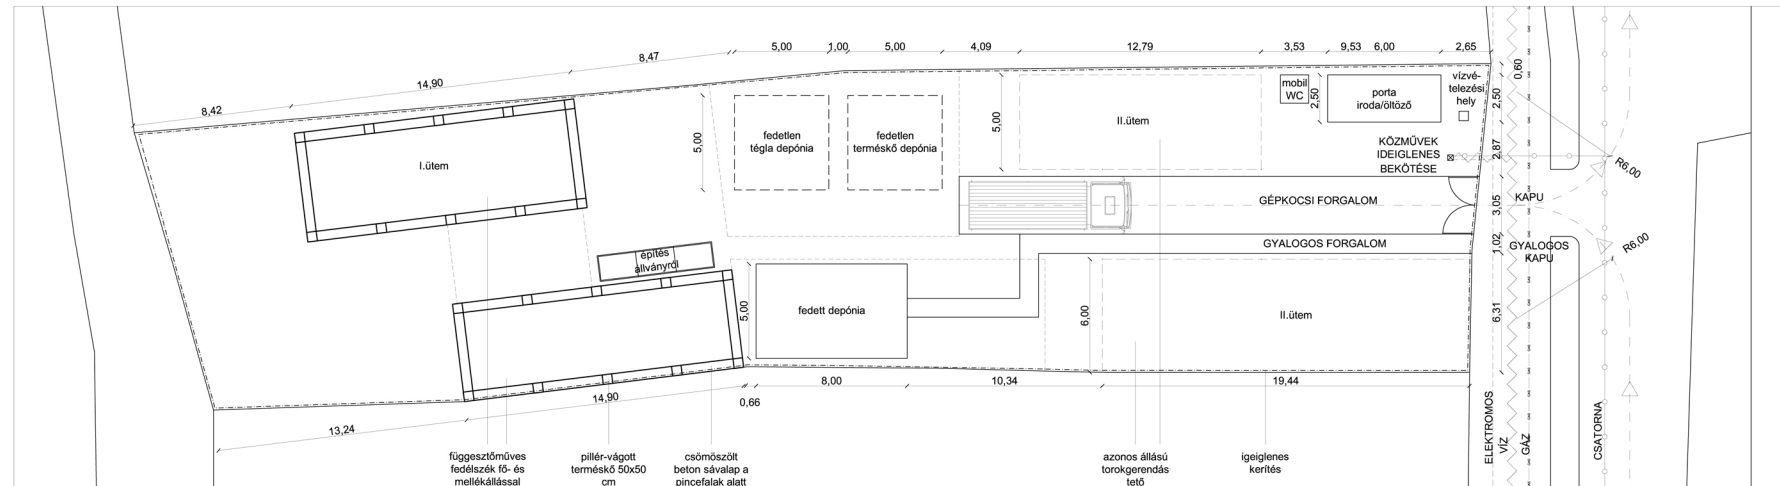 5,00
1,00
5,00
4,09
12,79
3,53
9,53
6,00
2,65
8,47
14,90
8,42
0,60
2,50
2,87
3,05
1,02
6,31
I.ütem
5,00
fedetlen
tégla depónia
fedetlen
terméskő depónia
5,00
II.ütem
mobil
WC
2,50
porta
iroda/öltöző
vízvé-
telezési
hely
KÖZMŰVEK
IDEIGLENES
BEKÖTÉSE
R6,00
GÉPKOCSI FORGALOM
KAPU
GYALOGOS FORGALOM
GYALOGOS
KAPU
R6,00
építés
állványról
5,00
fedett depónia
6,00
II.ütem
8,00
10,34
19,44
0,66
14,90
13,24
függesztőműves
fedélszék fő- és
mellékállással
pillér-vágott
terméskő 50x50
cm
csömöszölt
beton sávalap a
pincefalak alatt
azonos állású
torokgerendás
tető
igeiglenes
kerítés
ELEKTROMOS
VÍZ
GÁZ
CSATORNA